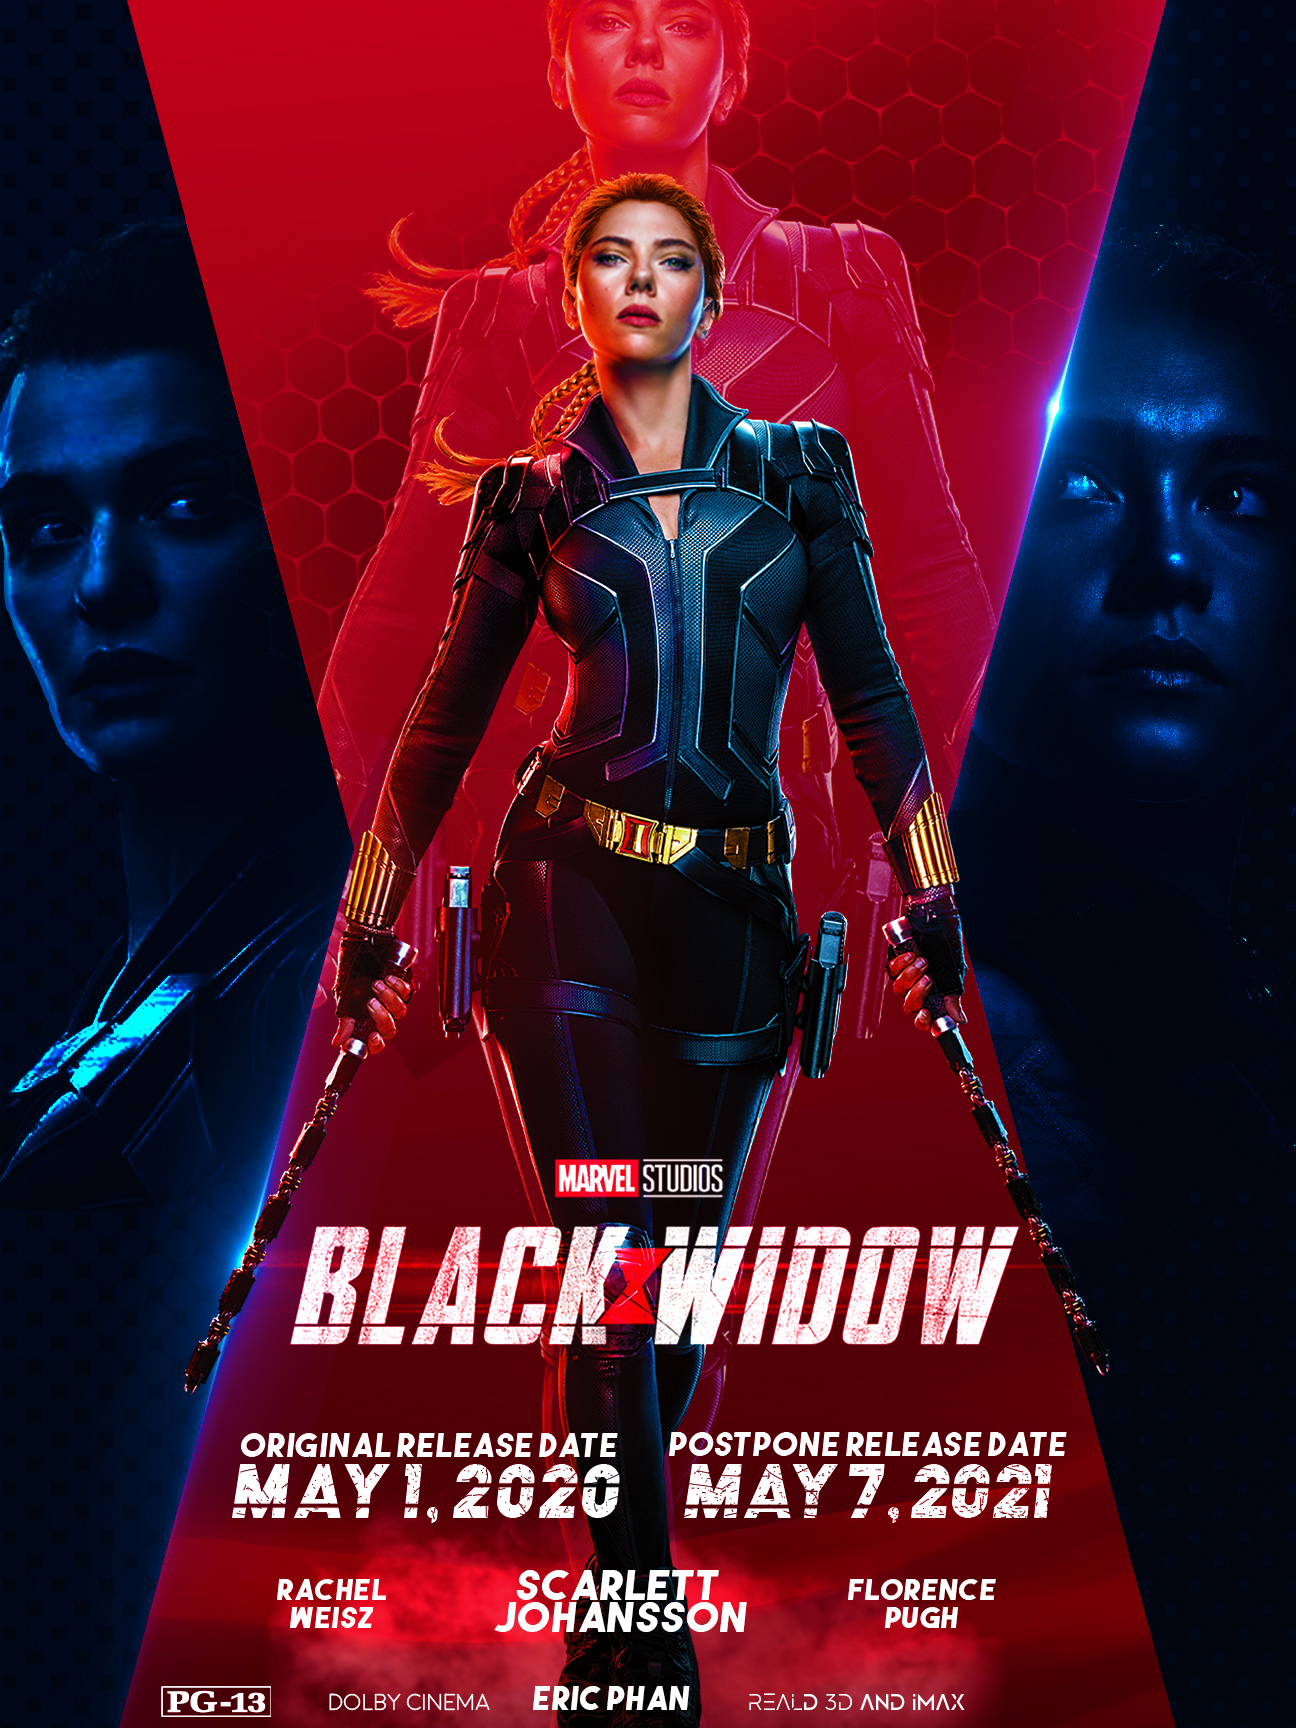 MARVEL STUDIOS
BLACK WIDOW
ORIGINAL RELEASE DATE
MAY 1, 2020
POSTPONE RELEASE DATE
MAY 7, 2021
RACHEL
WEISZ
SCARLETT
JOHANSSON
FLORENCE
PUGH
PG-13
DOLBY CINEMA
ERIC PHAN
REALD 3D AND iMAX